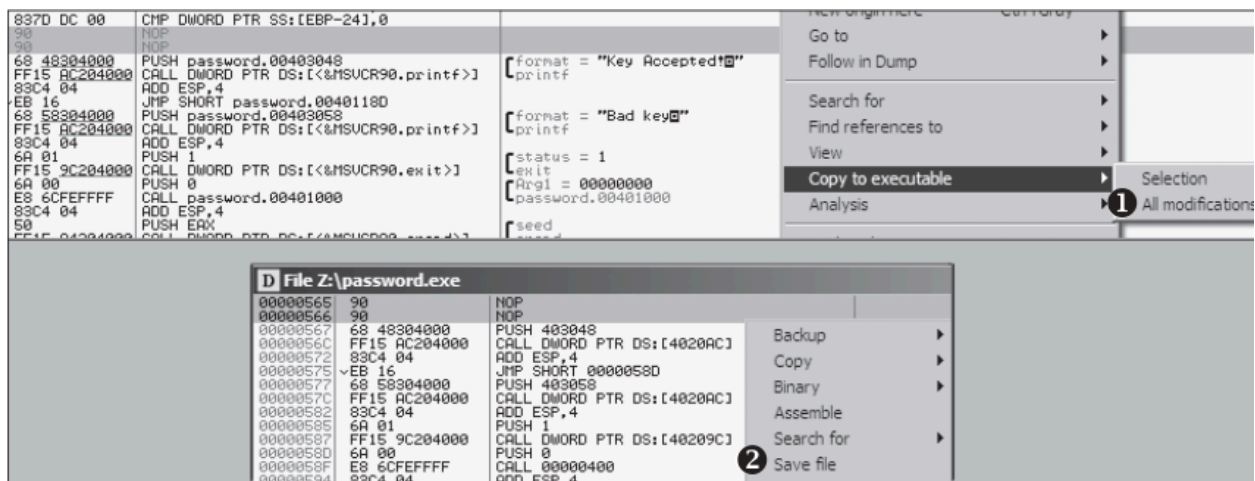 837D DC 00 CMP DWORD PTR SS:[EBP-24],0
90 NOP
90 NOP
68 48304000 PUSH password.00403048 format = "Key Accepted!
FF15 AC204000 CALL DWORD PTR DS:[<&MSVCR90.printf>] printf
83C4 04 ADD ESP,4
EB 16 JMP SHORT password.0040118D
68 58304000 PUSH password.00403058 format = "Bad key
FF15 AC204000 CALL DWORD PTR DS:[<&MSVCR90.printf>] printf
83C4 04 ADD ESP,4
6A 01 PUSH 1 status = 1
FF15 9C204000 CALL DWORD PTR DS:[<&MSVCR90.exit>] exit
6A 00 PUSH 0 Arg1 = 00000000
E8 6CFEFFFF CALL password.00401000 password.00401000
83C4 04 ADD ESP,4
50 PUSH EAX seed
Go to
Follow in Dump
Search for
Find references to
View
Copy to executable
Analysis
Selection
1 All modifications
D File Z:\password.exe
00000565 90 NOP
00000566 90 NOP
00000567 68 48304000 PUSH 403048
0000056C FF15 AC204000 CALL DWORD PTR DS:[4020AC]
00000572 83C4 04 ADD ESP,4
00000575 EB 16 JMP SHORT 0000058D
00000577 68 58304000 PUSH 403058
0000057C FF15 AC204000 CALL DWORD PTR DS:[4020AC]
00000582 83C4 04 ADD ESP,4
00000585 6A 01 PUSH 1
00000587 FF15 9C204000 CALL DWORD PTR DS:[40209C]
0000058D 6A 00 PUSH 0
0000058F E8 6CFEFFFF CALL 00000400
00000594 83C4 04 ADD ESP,4
Backup
Copy
Binary
Assemble
Search for
2 Save file